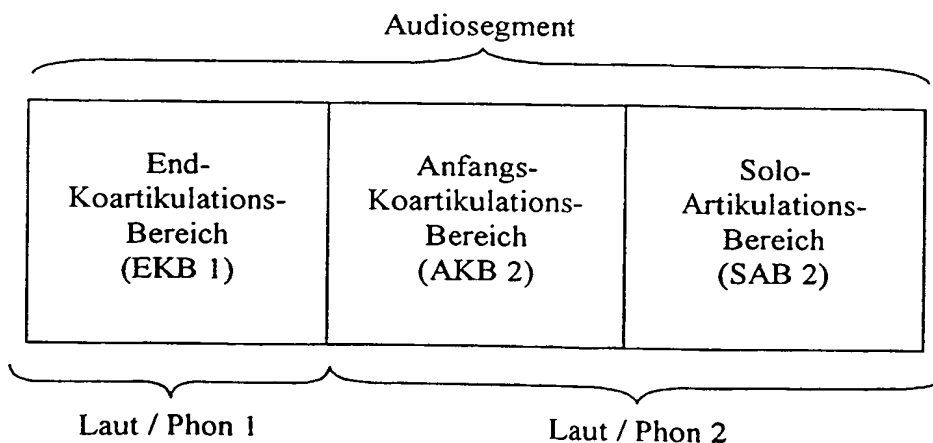 Audiosegment
End-
Koartikulations-
Bereich
(EKB 1)
Anfangs-
Koartikulations-
Bereich
(AKB 2)
Solo-
Artikulations-
Bereich
(SAB 2)
Laut / Phon 1
Laut / Phon 2